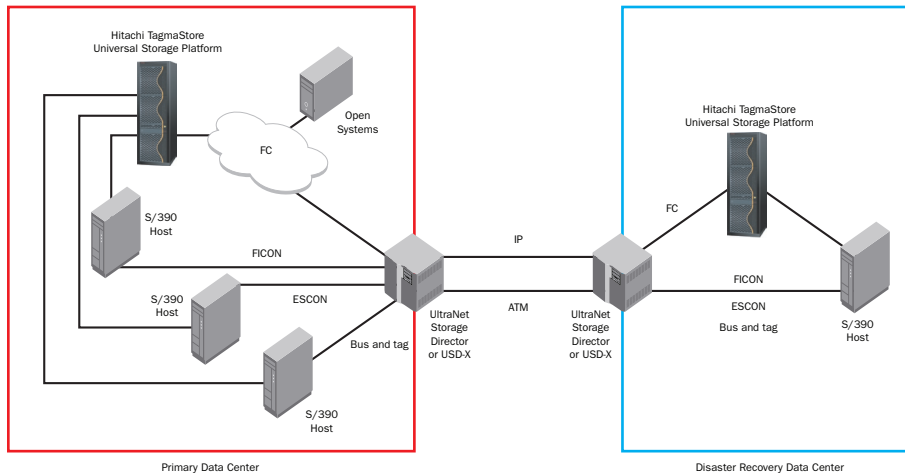 Hitachi TagmaStore
Universal Storage Platform
Open
Systems
FC
S/390
Host
FICON
S/390
Host
ESCON
Bus and tag
S/390
Host
UltraNet
Storage
Director
or USD-X
IP
ATM
UltraNet
Storage
Director
or USD-X
Hitachi TagmaStore
Universal Storage Platform
FC
FICON
ESCON
Bus and tag
S/390
Host
Primary Data Center
Disaster Recovery Data Center